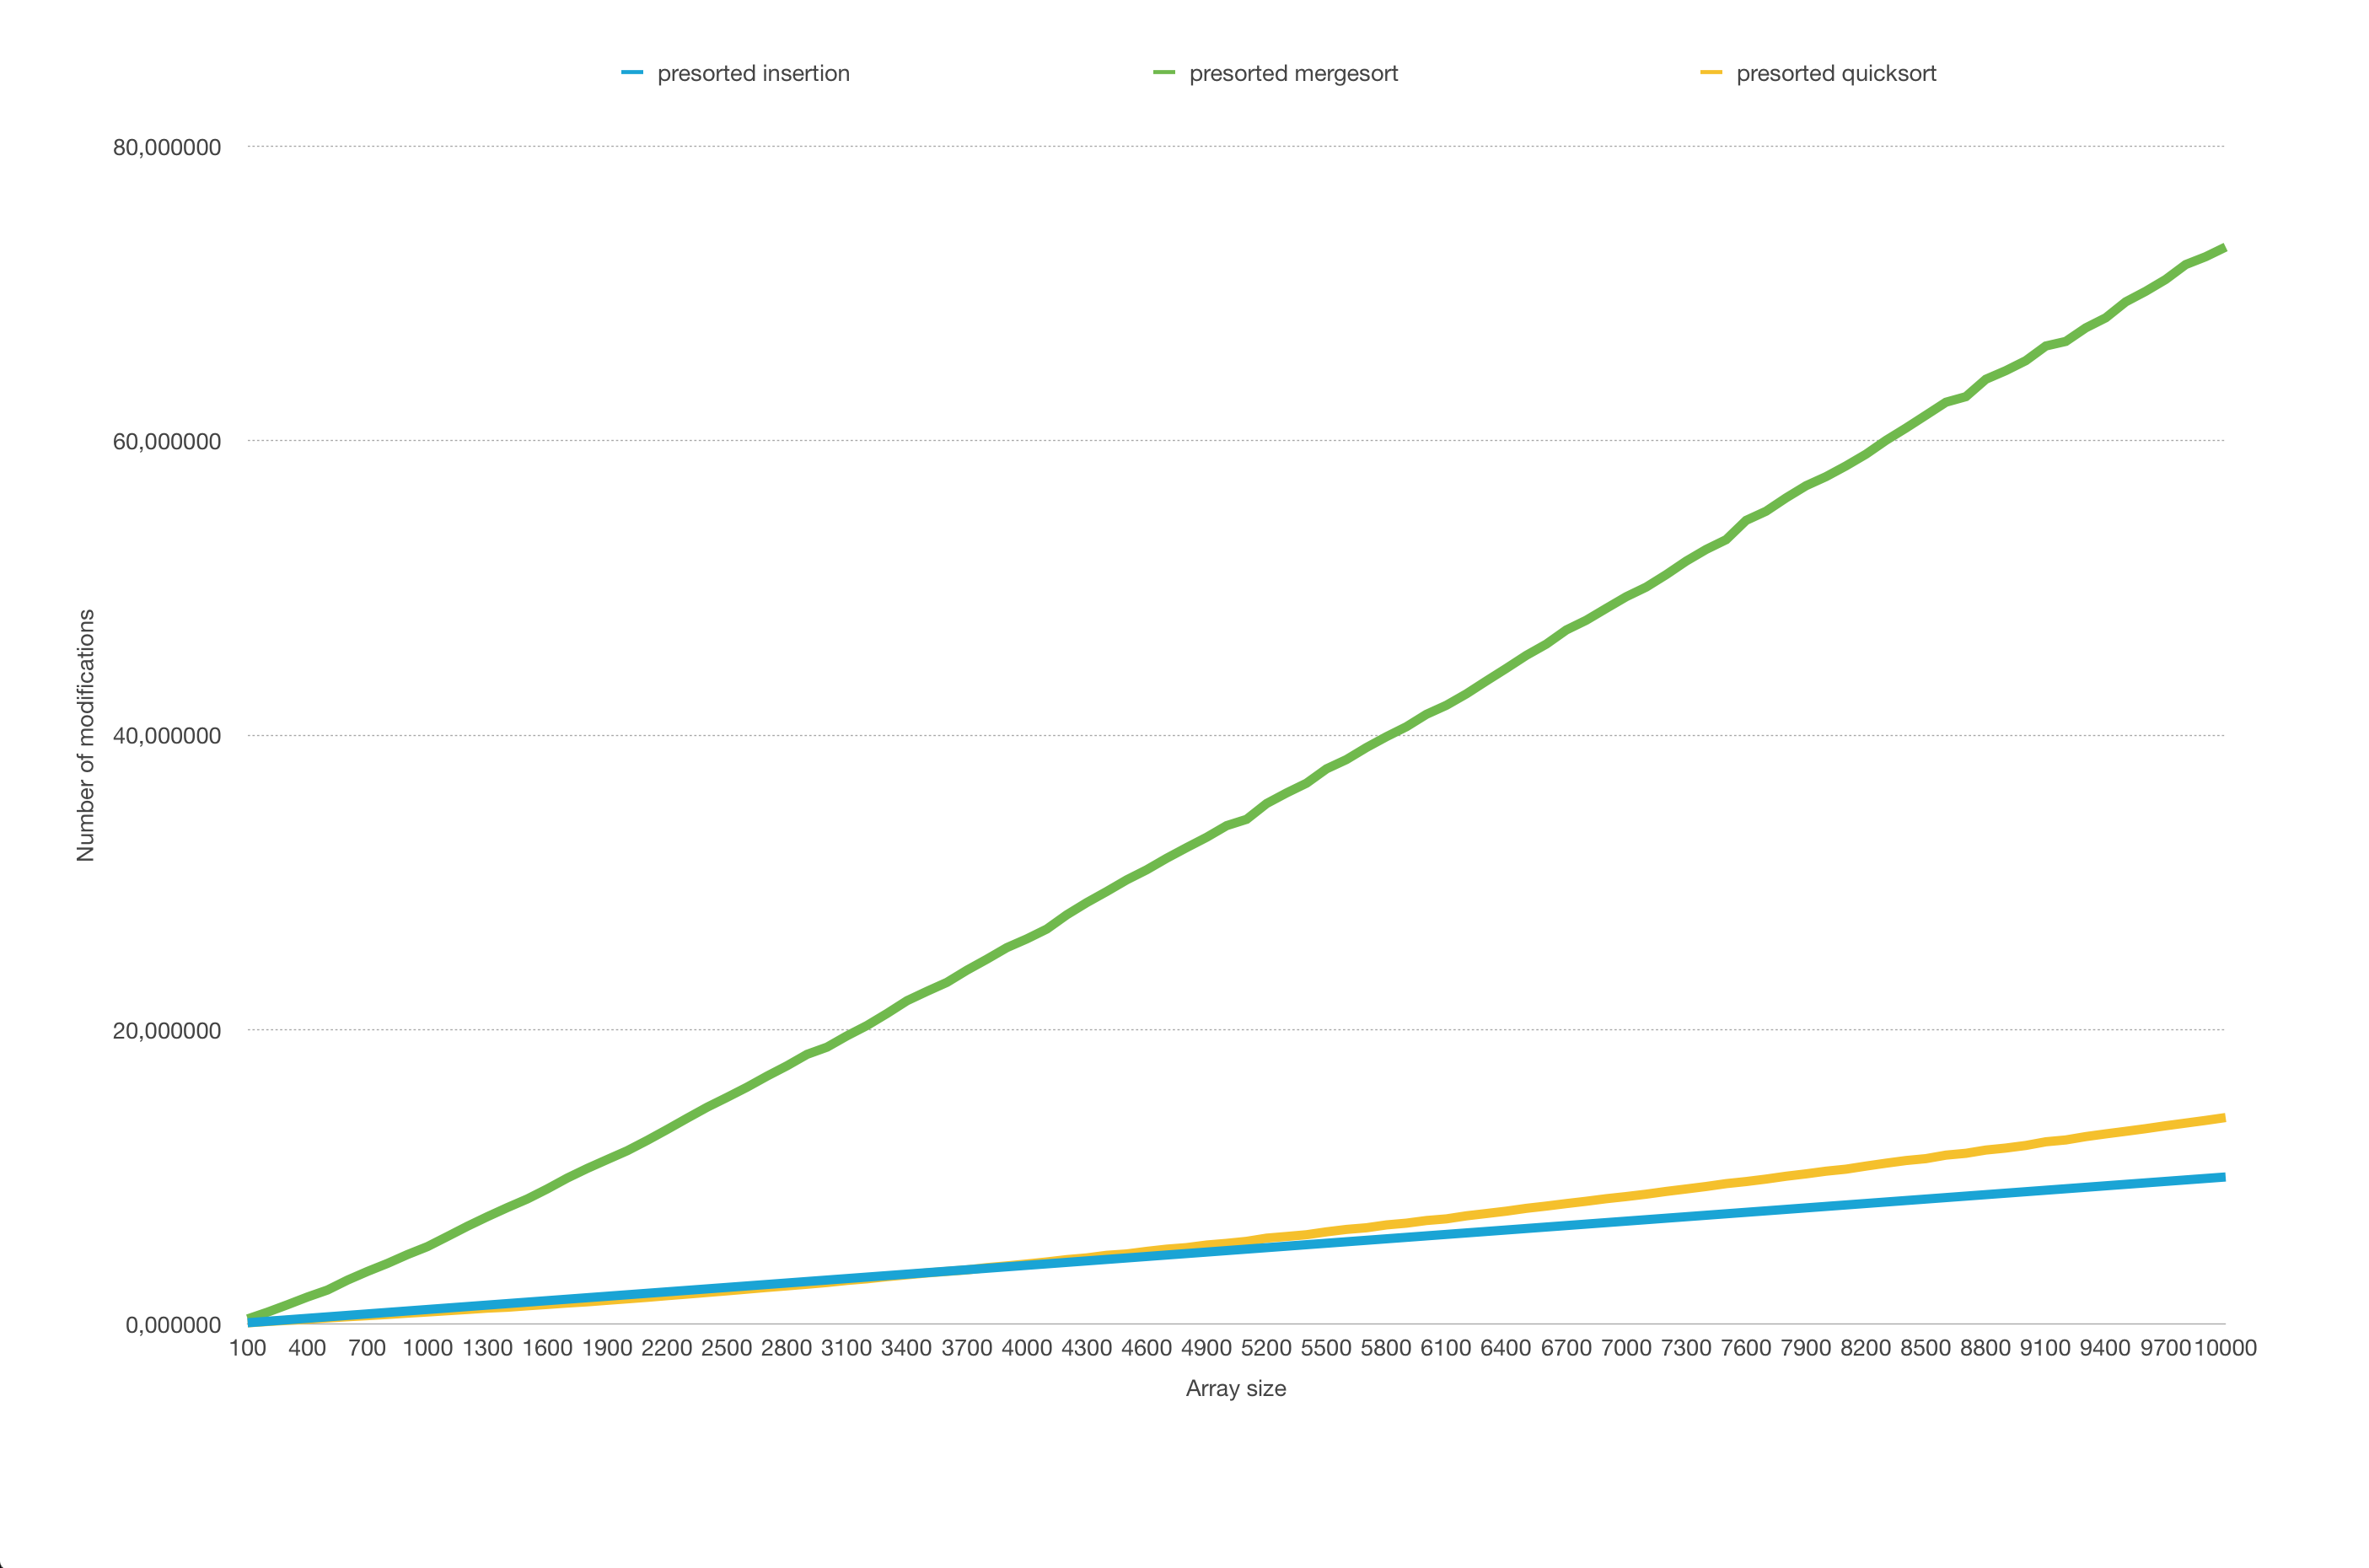 presorted insertion presorted mergesort presorted quicksort
80,000000
60,000000
40,000000
20,000000
0,000000
Number of modifications
100 400 700 1000 1300 1600 1900 2200 2500 2800 3100 3400 3700 4000 4300 4600 4900 5200 5500 5800 6100 6400 6700 7000 7300 7600 7900 8200 8500 8800 9100 9400 9700 10000
Array size